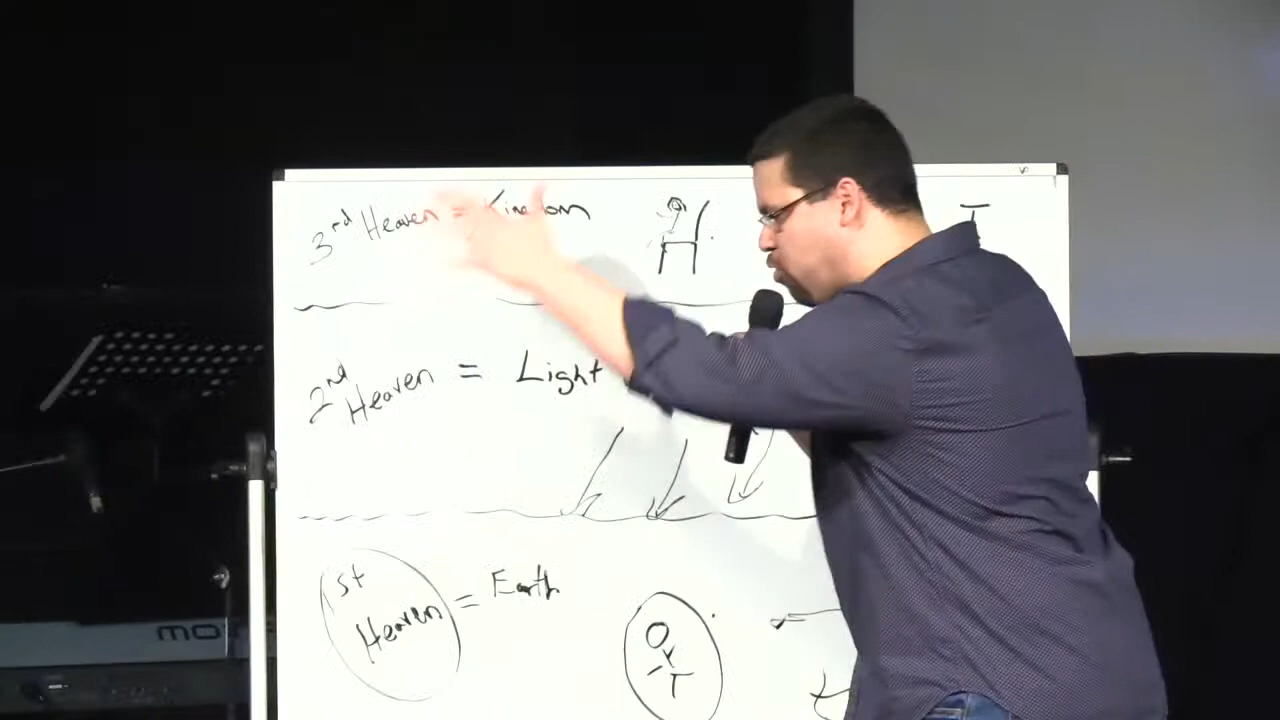 3rd Heaven = Kingdom
2nd Heaven = Light
1st Heaven = Earth
mo